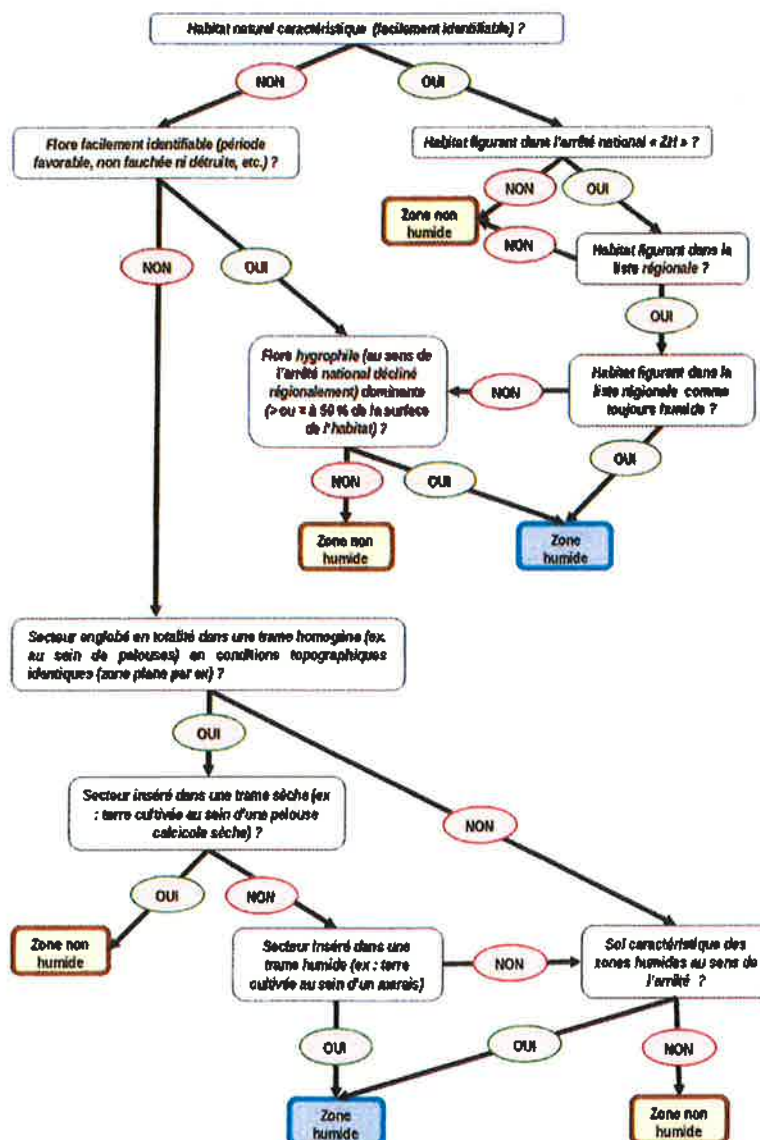 Habitat naturel caractéristique (facilement identifiable) ?
NON
OUI
Flore facilement identifiable (période
favorable, non fauchée ni détruite, etc.) ?
Habitat figurant dans l'arrêté national « ZH » ?
NON
OUI
Zone non
humide
NON
Habitat figurant dans la
liste régionale ?
NON
OUI
OUI
Flore hygrophile (au sens de
l'arrêté national décliné
régionalement) dominante
(> ou = à 50 % de la surface
de l'habitat) ?
NON
Habitat figurant dans la
liste régionale comme
toujours humide ?
OUI
NON
OUI
Zone non
humide
Zone
humide
Secteur englobé en totalité dans une trame homogène (ex.
au sein de pelouses) en conditions topographiques
identiques (zone plane par ex) ?
OUI
NON
Secteur inséré dans une trame sèche (ex
: terre cultivée au sein d'une pelouse
calcicole sèche) ?
OUI
NON
Zone non
humide
Secteur inséré dans une
trame humide (ex : terre
cultivée au sein d'un marais)
NON
Sol caractéristique des
zones humides au sens de
l'arrêté ?
OUI
OUI
NON
Zone
humide
Zone non
humide